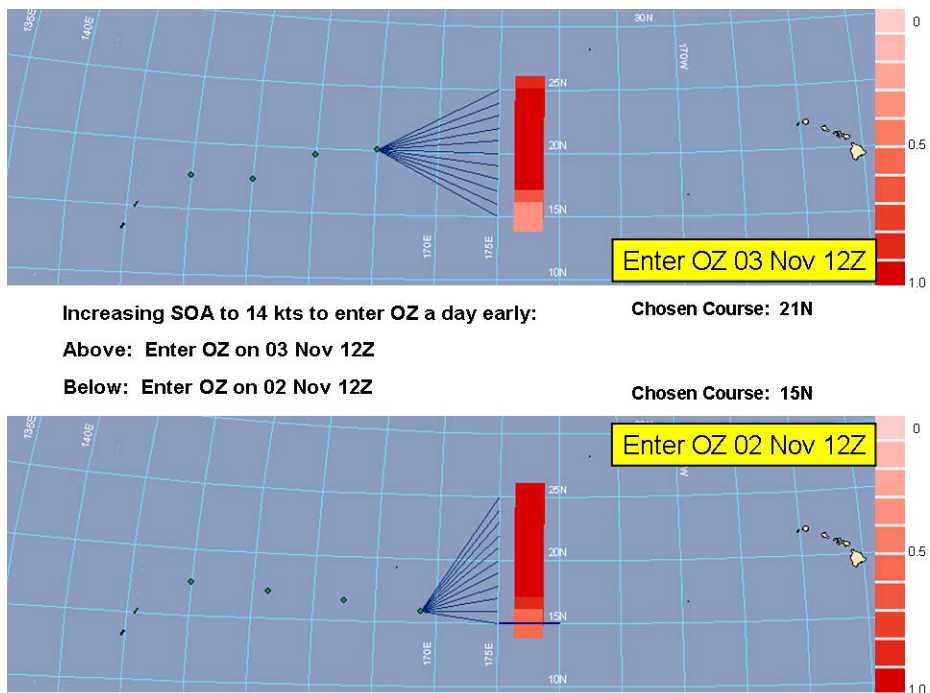 135E
140E
30N
170W
0
25N
0.5
20N
15N
170E
175E
10N
Enter OZ 03 Nov 12Z
1.0
Increasing SOA to 14 kts to enter OZ a day early:
Chosen Course: 21N
Above: Enter OZ on 03 Nov 12Z
Below: Enter OZ on 02 Nov 12Z
Chosen Course: 15N
135E
140E
Enter OZ 02 Nov 12Z
0
25N
0.5
20N
15N
170E
175E
10N
1.0